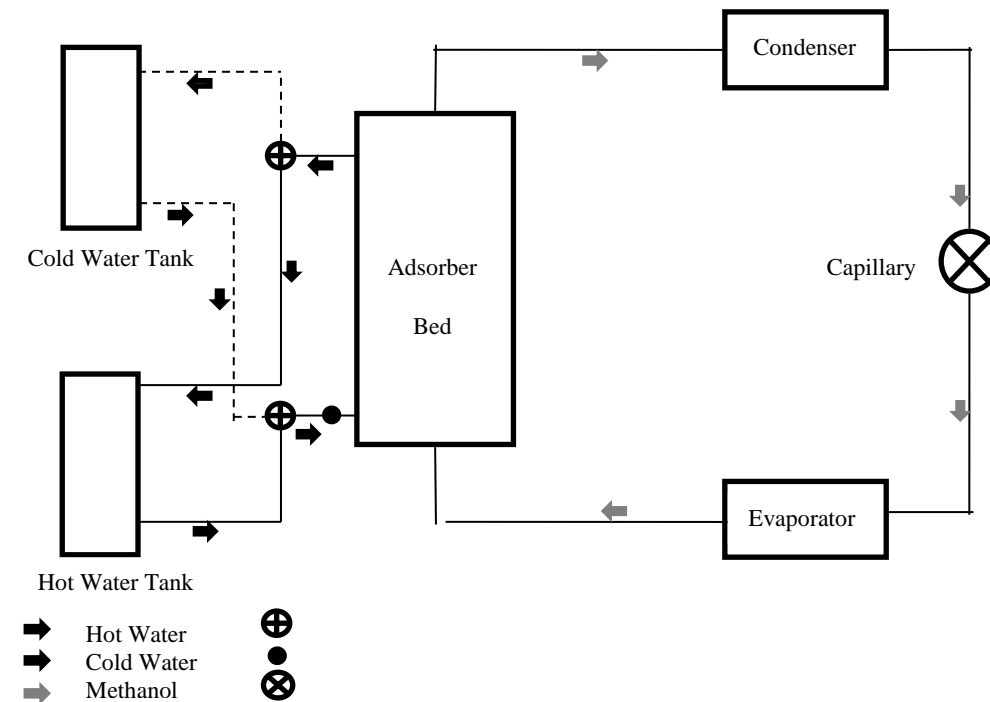 Condenser
Cold Water Tank
Adsorber
Bed
Capillary
Evaporator
Hot Water Tank
Hot Water
Cold Water
Methanol